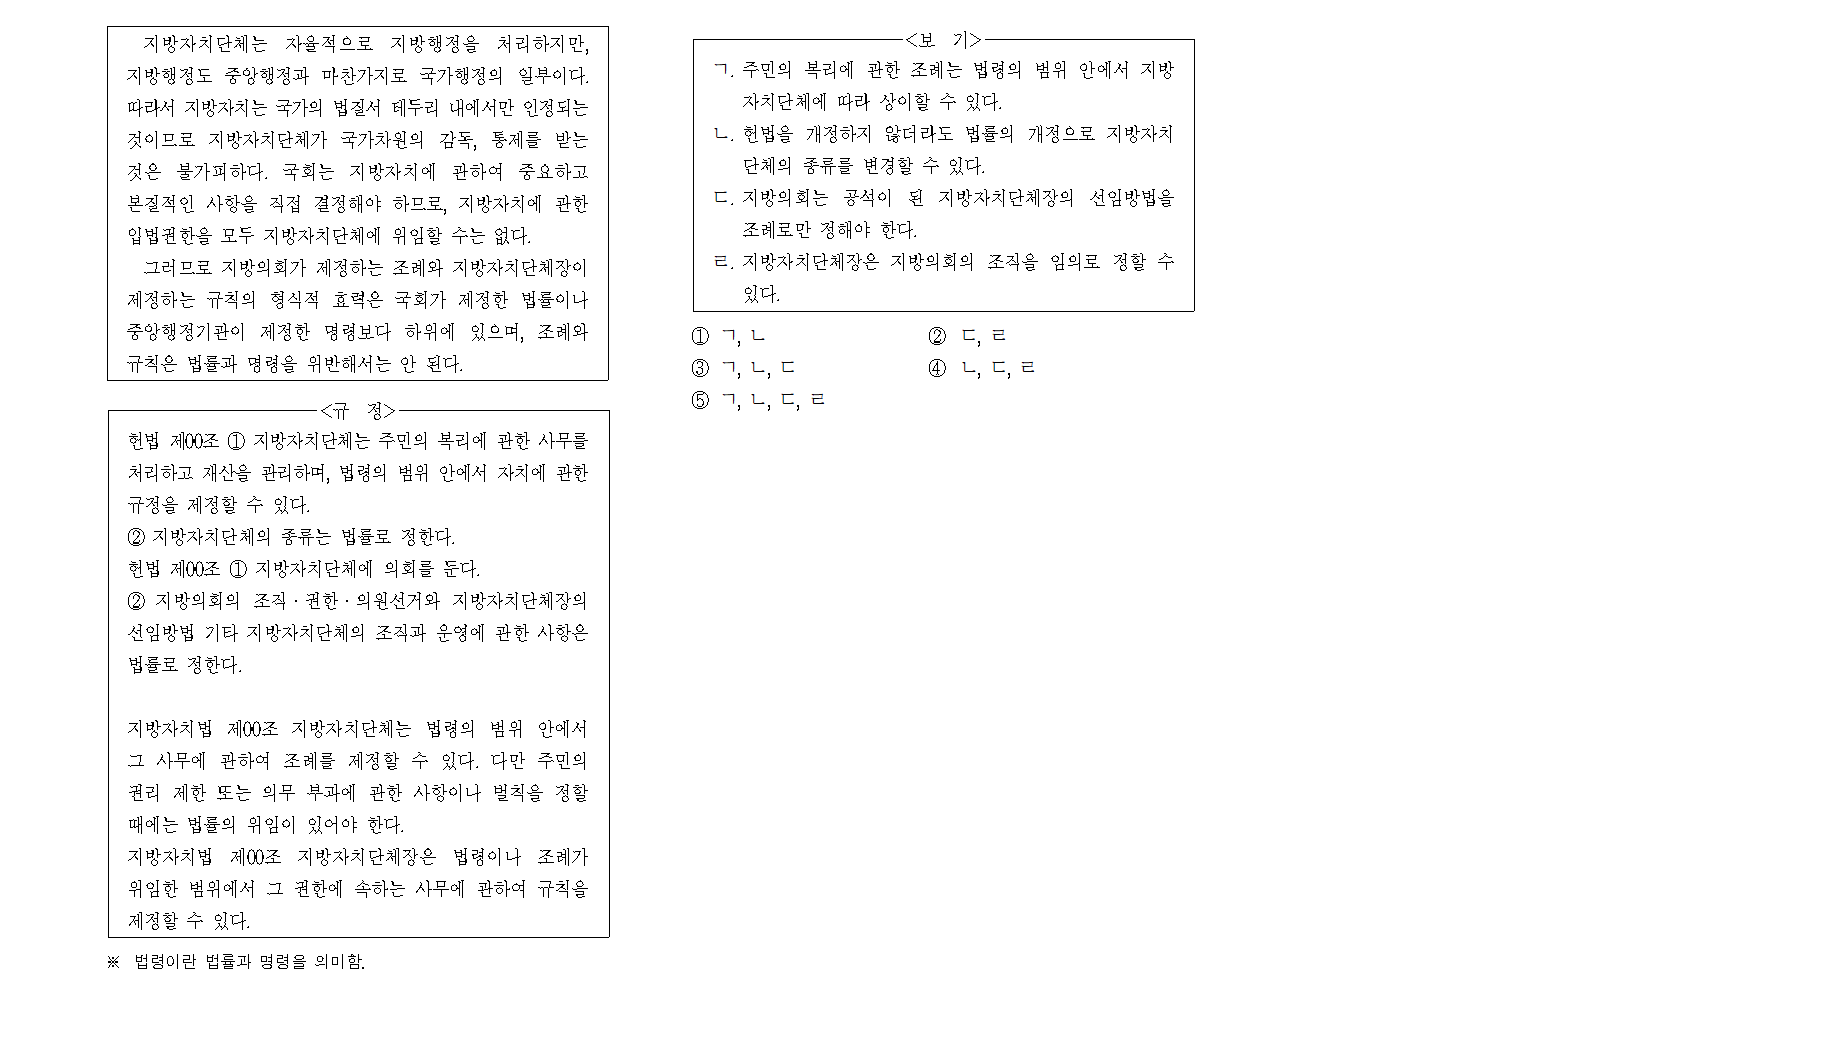 지방자치단체는 자율적으로 지방행정을 처리하지만,
지방행정도 중앙행정과 마찬가지로 국가행정의 일부이다.
따라서 지방자치는 국가의 법질서 테두리 내에서만 인정되는
것이므로 지방자치단체가 국가차원의 감독, 통제를 받는
것은 불가피하다. 국회는 지방자치에 관하여 중요하고
본질적인 사항을 직접 결정해야 하므로, 지방자치에 관한
입법권한을 모두 지방자치단체에 위임할 수는 없다.
그러므로 지방의회가 제정하는 조례와 지방자치단체장이
제정하는 규칙의 형식적 효력은 국회가 제정한 법률이나
중앙행정기관이 제정한 명령보다 하위에 있으며, 조례와
규칙은 법률과 명령을 위반해서는 안 된다.
<규 정>
헌법 제00조 ① 지방자치단체는 주민의 복리에 관한 사무를
처리하고 재산을 관리하며, 법령의 범위 안에서 자치에 관한
규정을 제정할 수 있다.
② 지방자치단체의 종류는 법률로 정한다.
헌법 제00조 ① 지방자치단체에 의회를 둔다.
② 지방의회의 조직·권한·의원선거와 지방자치단체장의
선임방법 기타 지방자치단체의 조직과 운영에 관한 사항은
법률로 정한다.
지방자치법 제00조 지방자치단체는 법령의 범위 안에서
그 사무에 관하여 조례를 제정할 수 있다. 다만 주민의
권리 제한 또는 의무 부과에 관한 사항이나 벌칙을 정할
때에는 법률의 위임이 있어야 한다.
지방자치법 제00조 지방자치단체장은 법령이나 조례가
위임한 범위에서 그 권한에 속하는 사무에 관하여 규칙을
제정할 수 있다.
※ 법령이란 법률과 명령을 의미함.
<보 기>
ㄱ. 주민의 복리에 관한 조례는 법령의 범위 안에서 지방
자치단체에 따라 상이할 수 있다.
ㄴ. 헌법을 개정하지 않더라도 법률의 개정으로 지방자치
단체의 종류를 변경할 수 있다.
ㄷ. 지방의회는 공석이 된 지방자치단체장의 선임방법을
조례로만 정해야 한다.
ㄹ. 지방자치단체장은 지방의회의 조직을 임의로 정할 수
있다.
① ㄱ, ㄴ ② ㄷ, ㄹ
③ ㄱ, ㄴ, ㄷ ④ ㄴ, ㄷ, ㄹ
⑤ ㄱ, ㄴ, ㄷ, ㄹ